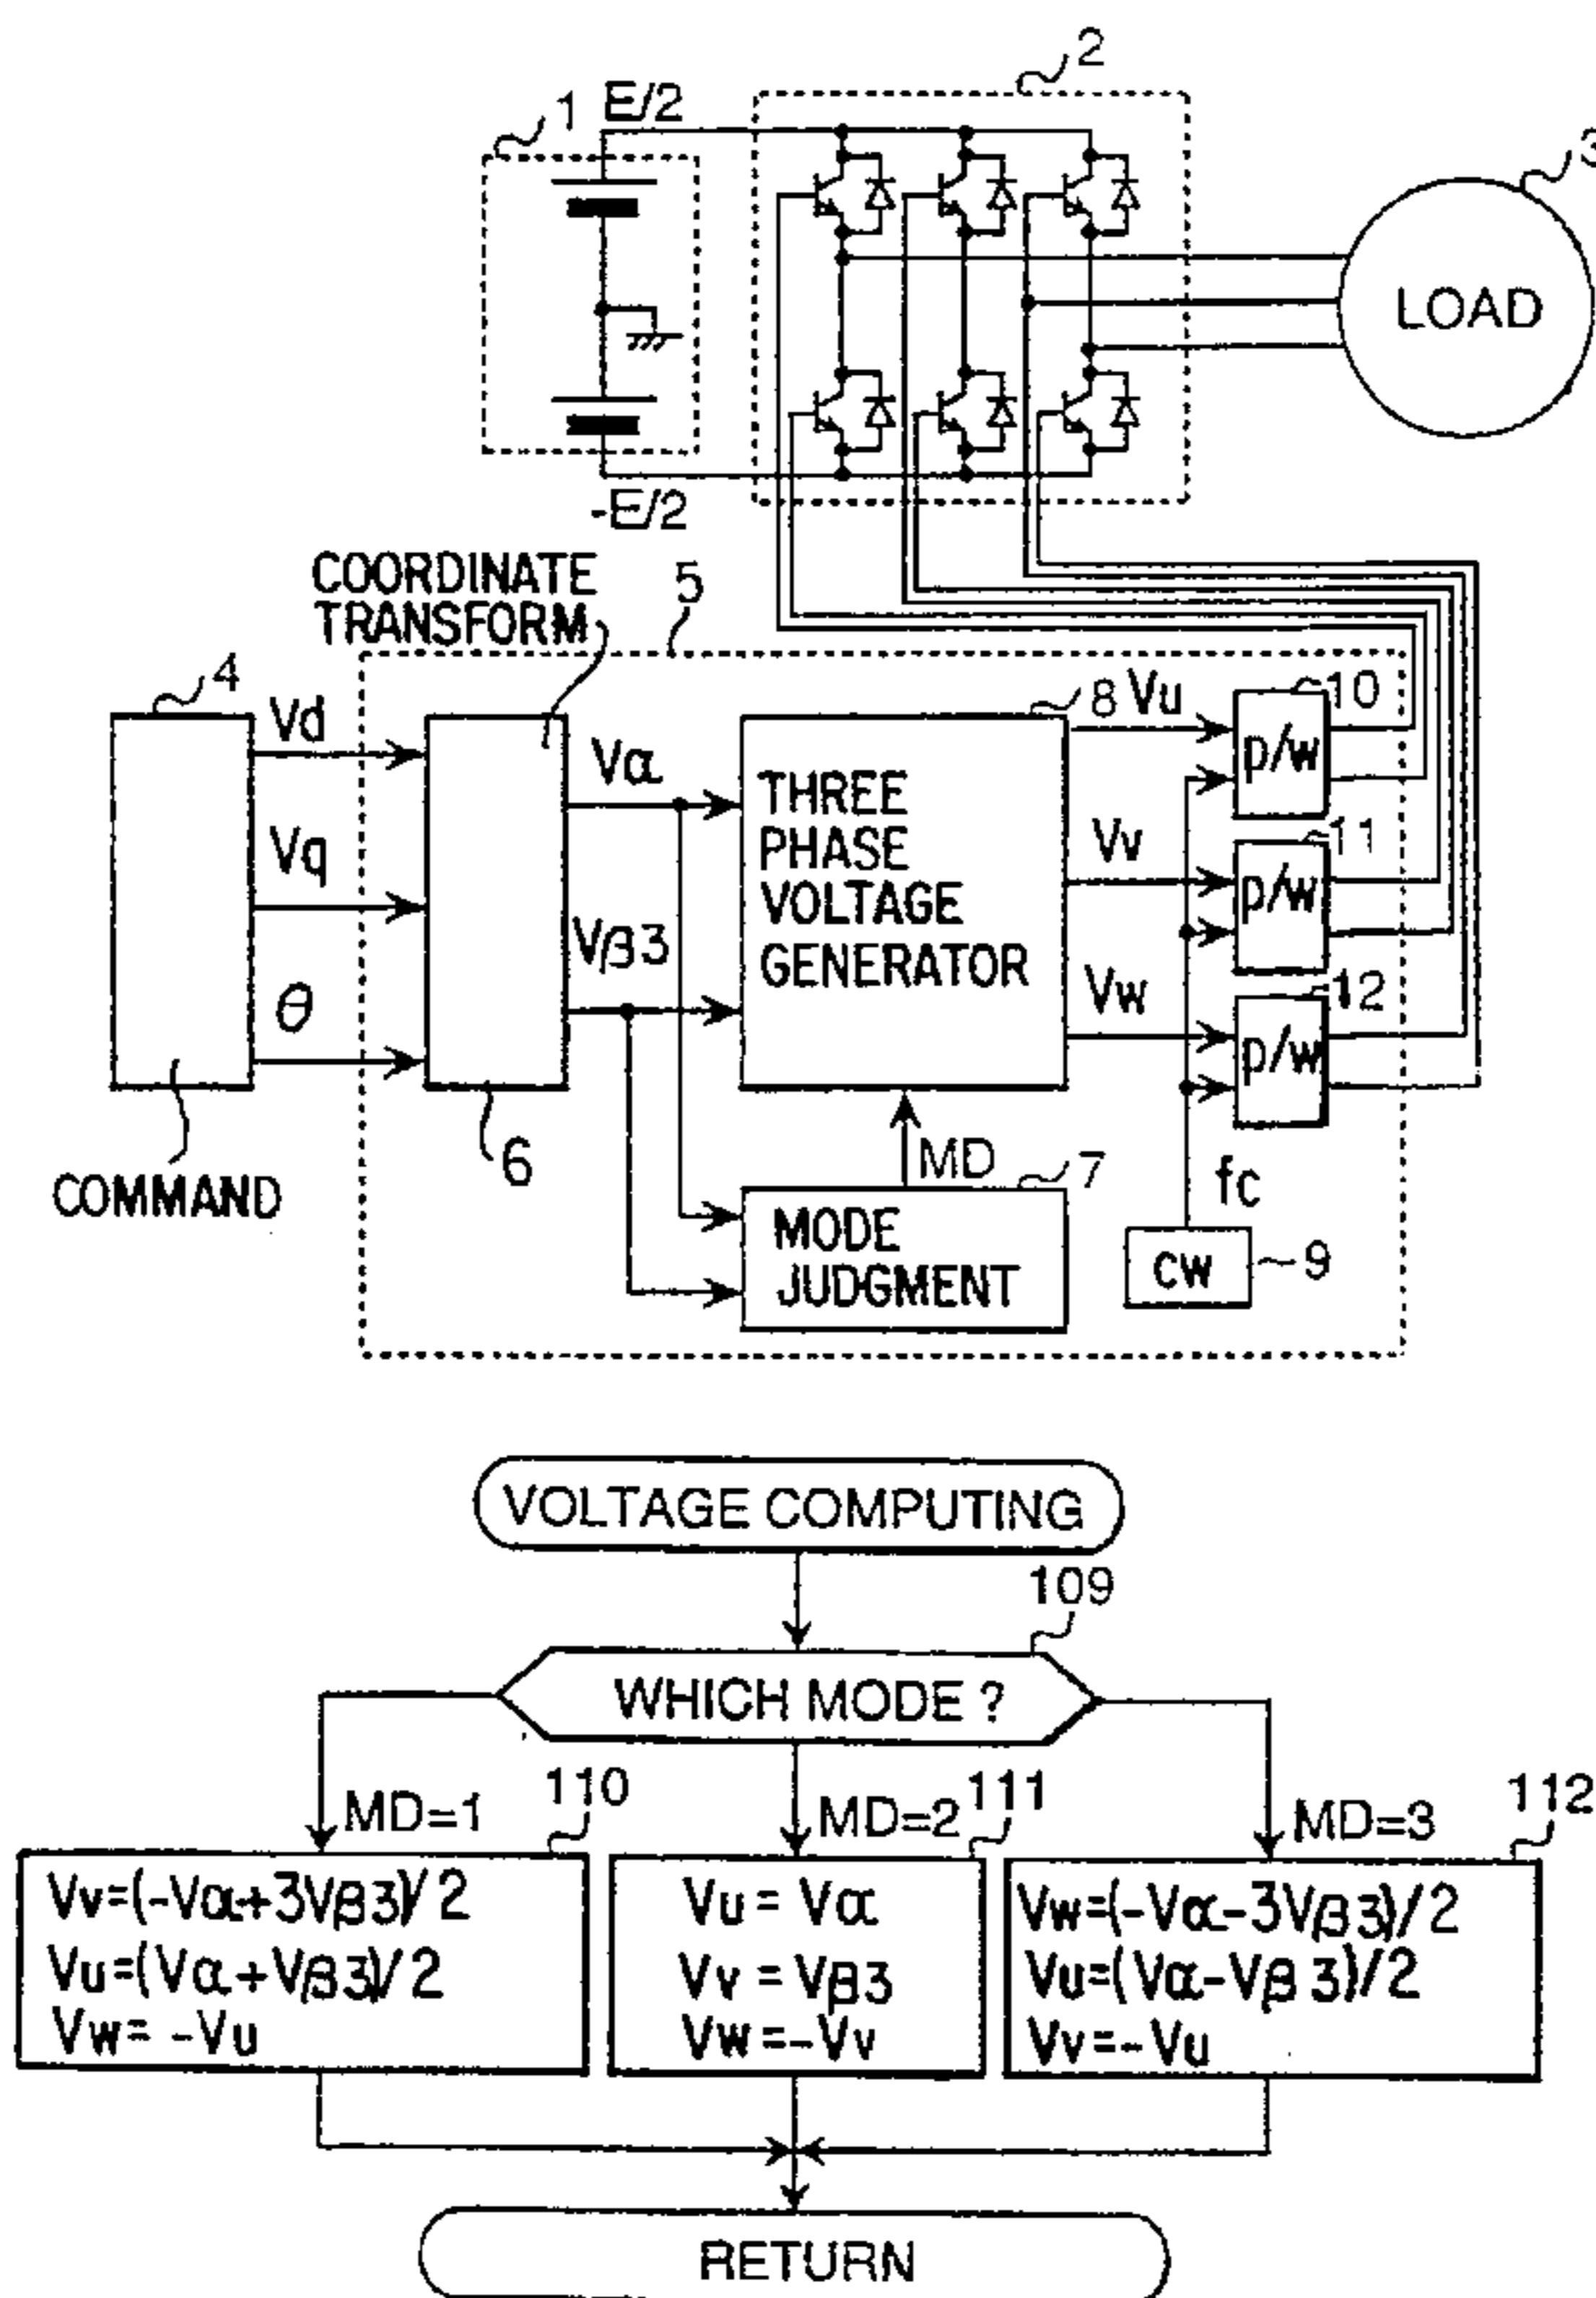 2
1
E/2
3
LOAD
-E/2
COORDINATE
TRANSFORM
5
4
Vd
8
Vu
10
p/w
Vα
THREE
PHASE
VOLTAGE
GENERATOR
Vq
Vv
11
p/w
Vβ3
θ
Vw
12
p/w
6
COMMAND
MD
7
fc
MODE
JUDGMENT
cw
9
VOLTAGE COMPUTING
109
WHICH MODE ?
MD=1
110
MD=2
111
MD=3
112
Vv=(-Vα+3Vβ3)/2
Vu=(Vα+Vβ3)/2
Vw= -Vu
Vu = Vα
Vv = Vβ3
Vw =-Vv
Vw=(-Vα-3Vβ3)/2
Vu=(Vα-Vβ3)/2
Vv=-Vu
RETURN